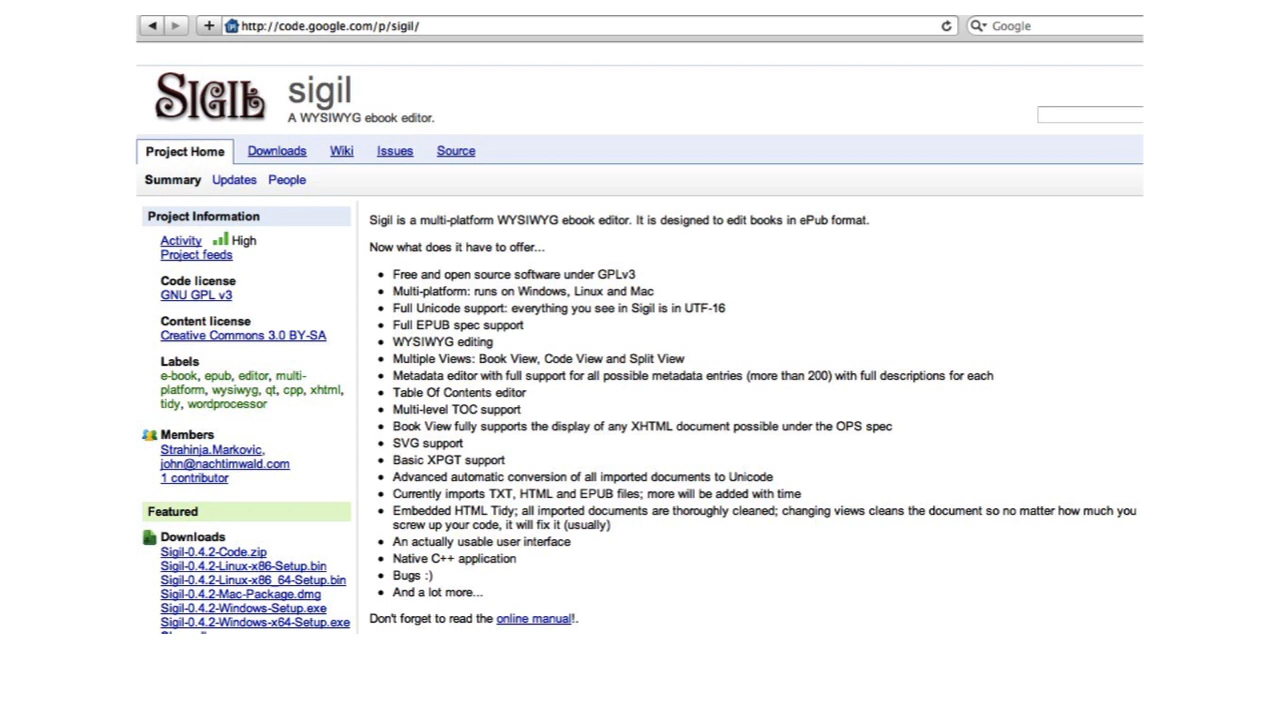 http://code.google.com/p/sigil/
Google
SIGIL
sigil
A WYSIWYG ebook editor.
Project Home
Downloads
Wiki
Issues
Source
Summary
Updates
People
Project Information
Activity High
Project feeds
Code license
GNU GPL v3
Content license
Creative Commons 3.0 BY-SA
Labels
e-book, epub, editor, multi-
platform, wysiwyg, qt, cpp, xhtml,
tidy, wordprocessor
Members
Strahinja.Markovic,
john@nachtimwald.com
1 contributor
Featured
Downloads
Sigil-0.4.2-Code.zip
Sigil-0.4.2-Linux-x86-Setup.bin
Sigil-0.4.2-Linux-x86_64-Setup.bin
Sigil-0.4.2-Mac-Package.dmg
Sigil-0.4.2-Windows-Setup.exe
Sigil-0.4.2-Windows-x64-Setup.exe
Sigil is a multi-platform WYSIWYG ebook editor. It is designed to edit books in ePub format.
Now what does it have to offer...
• Free and open source software under GPLv3
• Multi-platform: runs on Windows, Linux and Mac
• Full Unicode support: everything you see in Sigil is in UTF-16
• Full EPUB spec support
• WYSIWYG editing
• Multiple Views: Book View, Code View and Split View
• Metadata editor with full support for all possible metadata entries (more than 200) with full descriptions for each
• Table Of Contents editor
• Multi-level TOC support
• Book View fully supports the display of any XHTML document possible under the OPS spec
• SVG support
• Basic XPGT support
• Advanced automatic conversion of all imported documents to Unicode
• Currently imports TXT, HTML and EPUB files; more will be added with time
• Embedded HTML Tidy; all imported documents are thoroughly cleaned; changing views cleans the document so no matter how much you
screw up your code, it will fix it (usually)
• An actually usable user interface
• Native C++ application
• Bugs :)
• And a lot more...
Don't forget to read the online manual!.